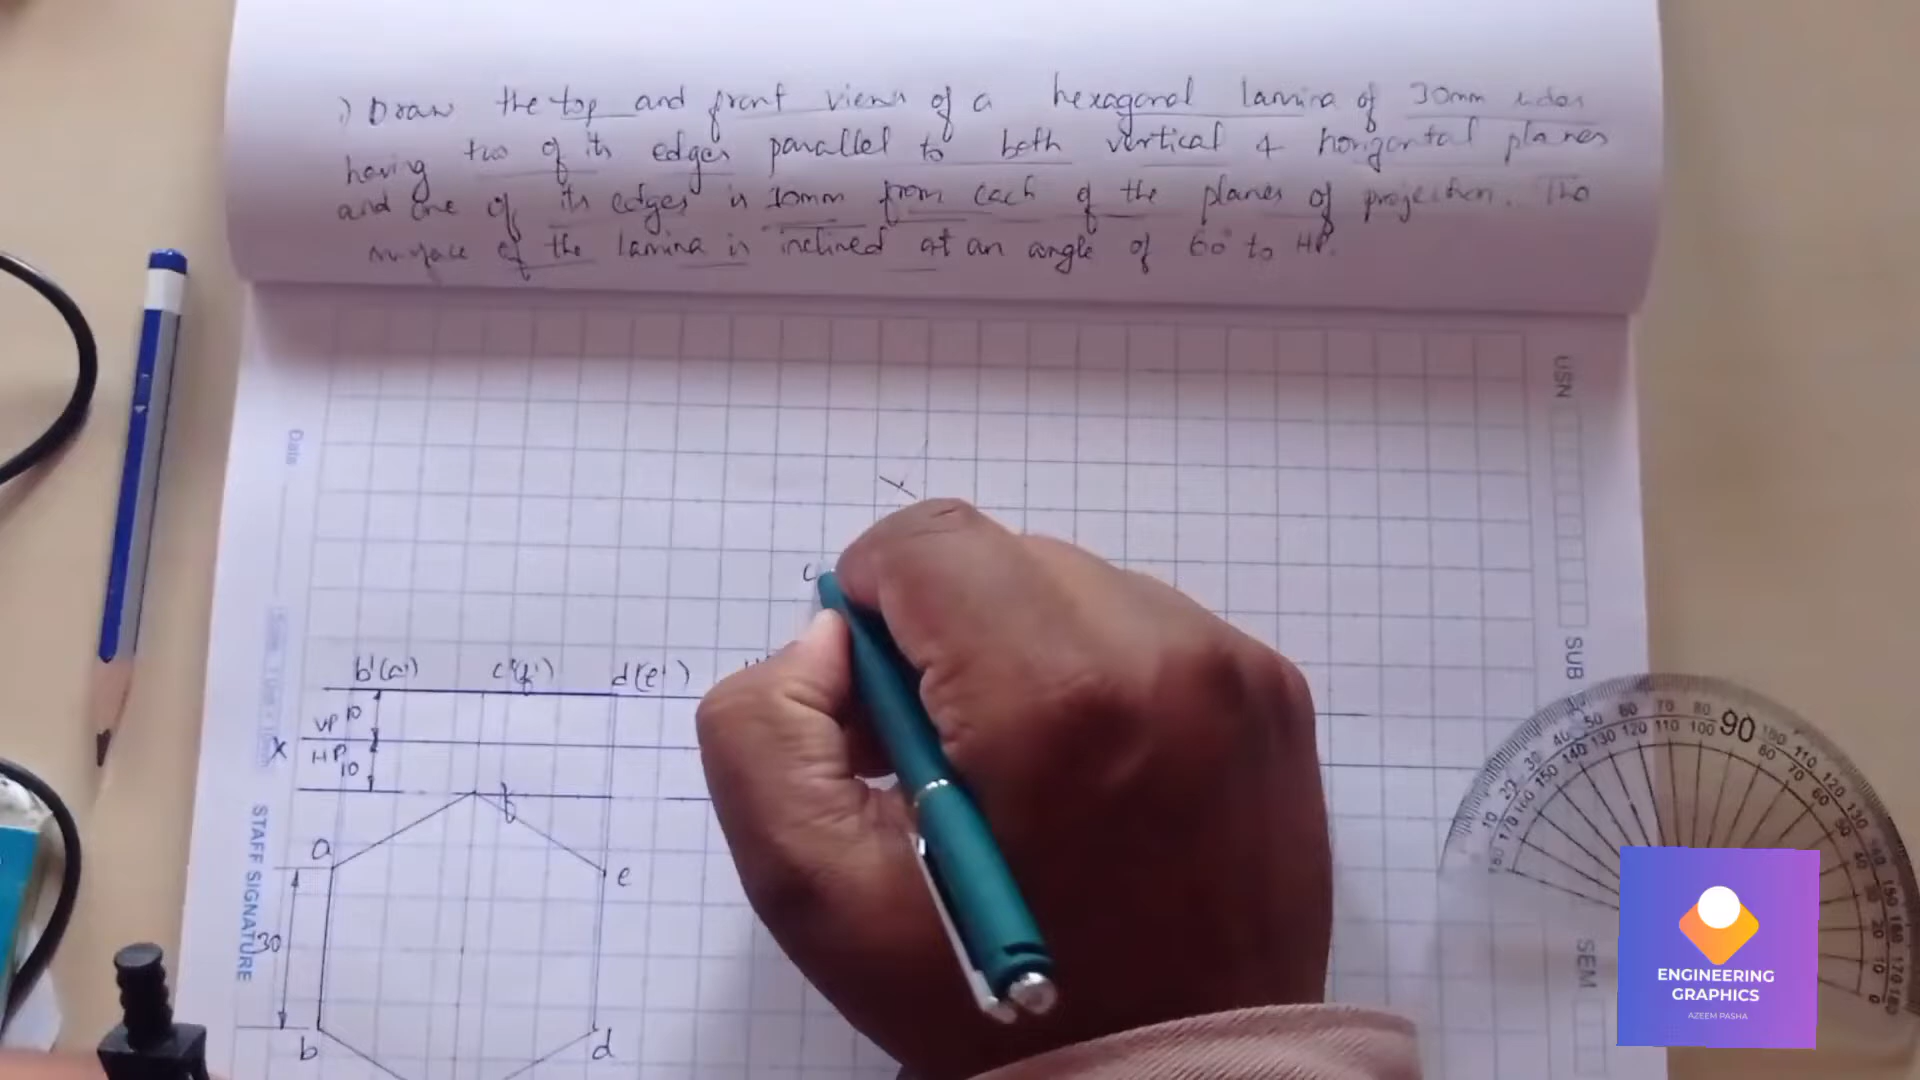 1) Draw the top and front views of a hexagonal lamina of 30mm sides
having two of its edges parallel to both vertical & horizontal planes
and one of its edges is 10mm from each of the planes of projection. The
surface of the lamina is inclined at an angle of 60° to HP.
USN
Date
SUB
b'(a') c'(f') d'(e')
VP 10
X
HP 10
f
a
e
30
b
d
STAFF SIGNATURE
SEM
90
ENGINEERING
GRAPHICS
AZEEM PASHA